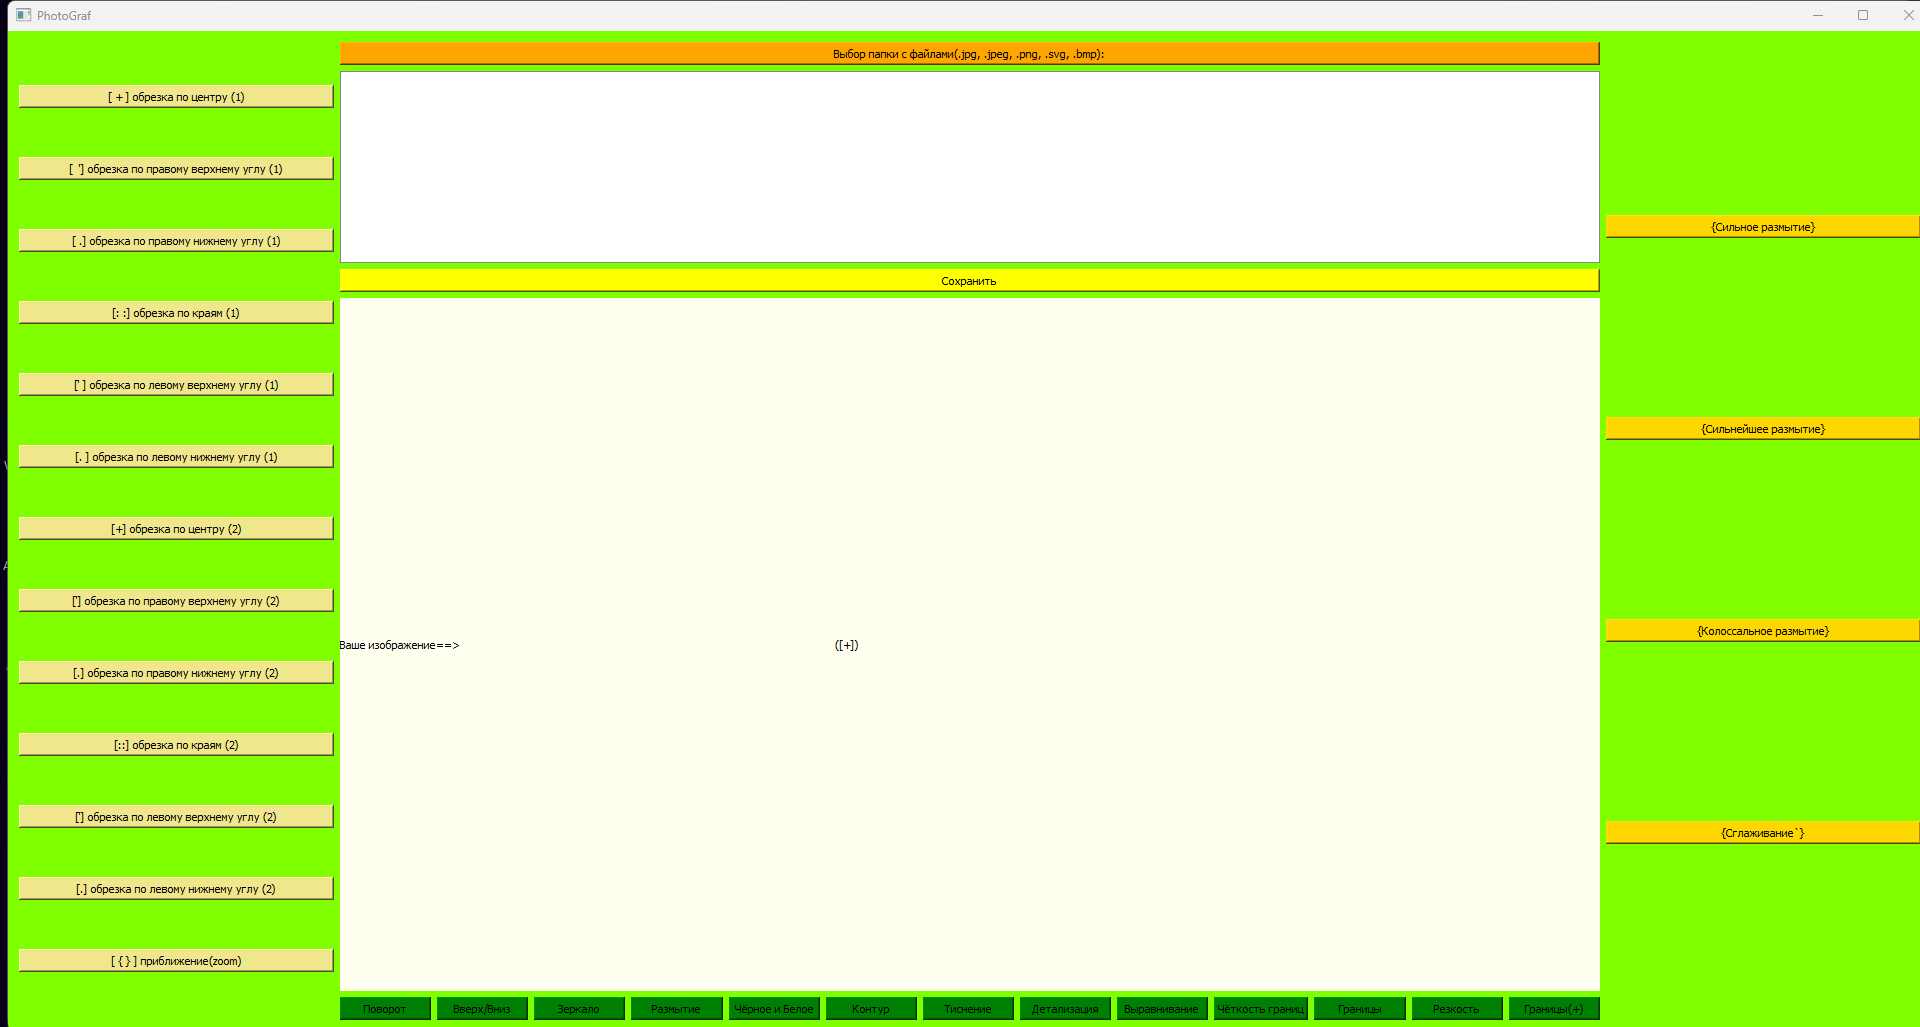 PhotoGraf
Выбор папки с файлами(.jpg, .jpeg, .png, .svg, .bmp):
[ + ] обрезка по центру (1)
[  '] обрезка по правому верхнему углу (1)
[ .] обрезка по правому нижнему углу (1)
[: :] обрезка по краям (1)
[' ] обрезка по левому верхнему углу (1)
[. ] обрезка по левому нижнему углу (1)
[+] обрезка по центру (2)
['] обрезка по правому верхнему углу (2)
[.] обрезка по правому нижнему углу (2)
[::] обрезка по краям (2)
['] обрезка по левому верхнему углу (2)
[.] обрезка по левому нижнему углу (2)
[ { } ] приближение(zoom)
Сохранить
Ваше изображение==> ([+])
{Сильное размытие}
{Сильнейшее размытие}
{Колоссальное размытие}
{Сглаживание`}
Поворот
Вверх/Вниз
Зеркало
Размытие
Чёрное и Белое
Контур
Тиснение
Детализация
Выравнивание
Чёткость границ
Границы
Резкость
Границы(+)